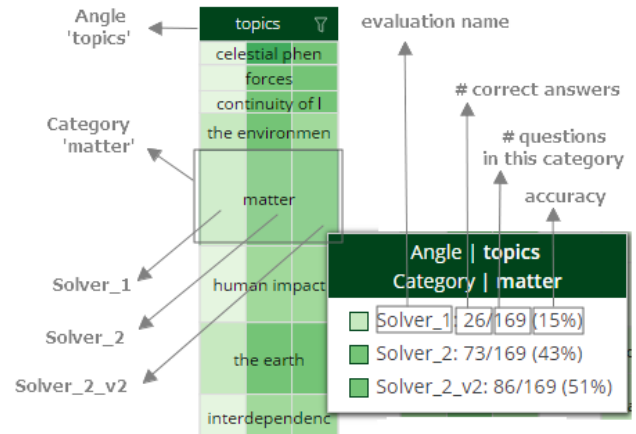 Angle
'topics'
topics
evaluation name
celestial phen
forces
continuity of l
the environmen
# correct answers
Category
'matter'
# questions
in this category
matter
accuracy
Angle | topics
Category | matter
Solver_1
human impact
Solver_1: 26/169 (15%)
Solver_2
Solver_2: 73/169 (43%)
the earth
Solver_2_v2
Solver_2_v2: 86/169 (51%)
interdependenc